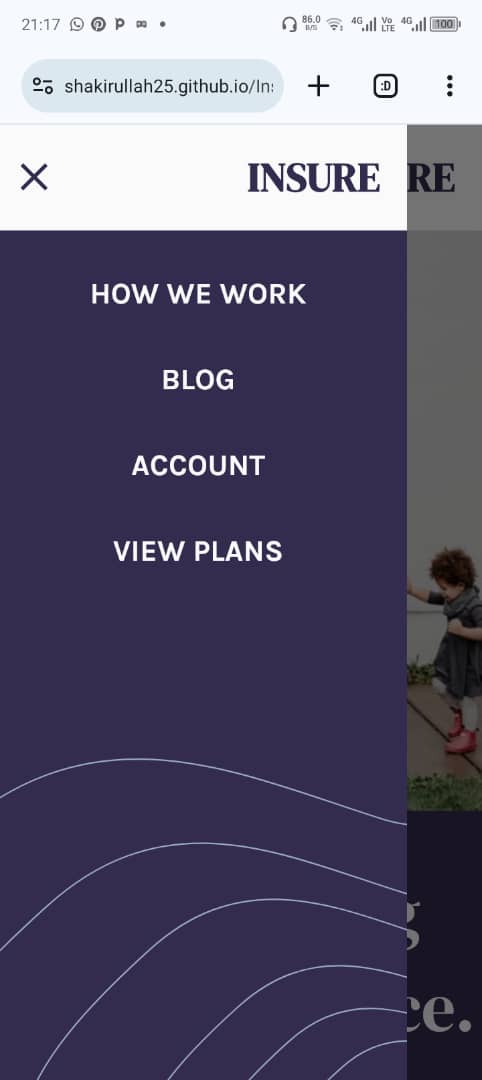 21:17
86.0
B/S
4G
Vo
LTE
4G
100
shakirullah25.github.io/In
:D
INSURE
RE
HOW WE WORK
BLOG
ACCOUNT
VIEW PLANS
g
ce.